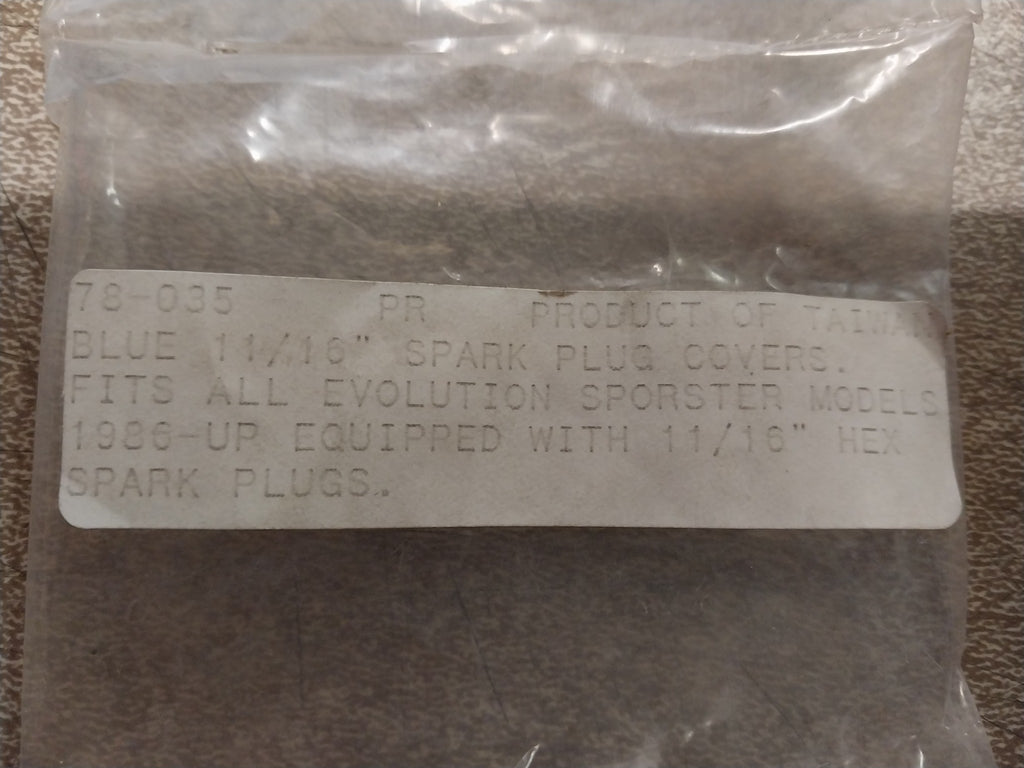 78-035 PR PRODUCT OF TAIWAN
BLUE 11/16" SPARK PLUG COVERS.
FITS ALL EVOLUTION SPORSTER MODELS
1986-UP EQUIPPED WITH 11/16" HEX
SPARK PLUGS.